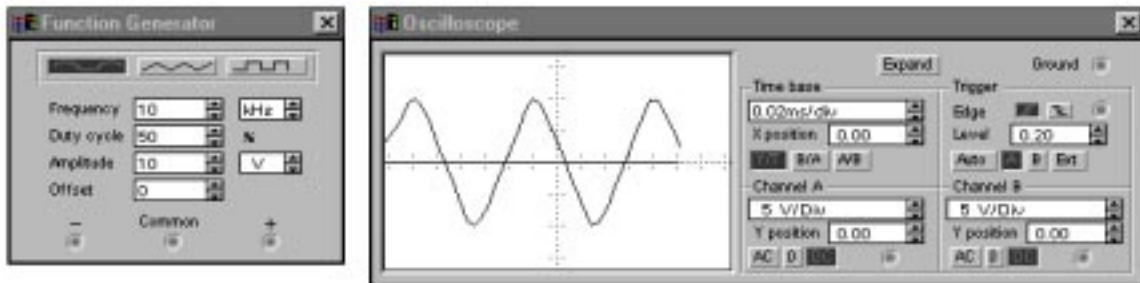 Function Generator
Frequency 10 kHz
Duty cycle 50 %
Amplitude 10 V
Offset 0
− Common +
Oscilloscope
Expand Ground
Time base
0.02ms/div
X position 0.00
Y/T B/A A/B
Trigger
Edge
Level 0.20
Auto A B Ext
Channel A
5 V/Div
Y position 0.00
AC 0 DC
Channel B
5 V/Div
Y position 0.00
AC 0 DC